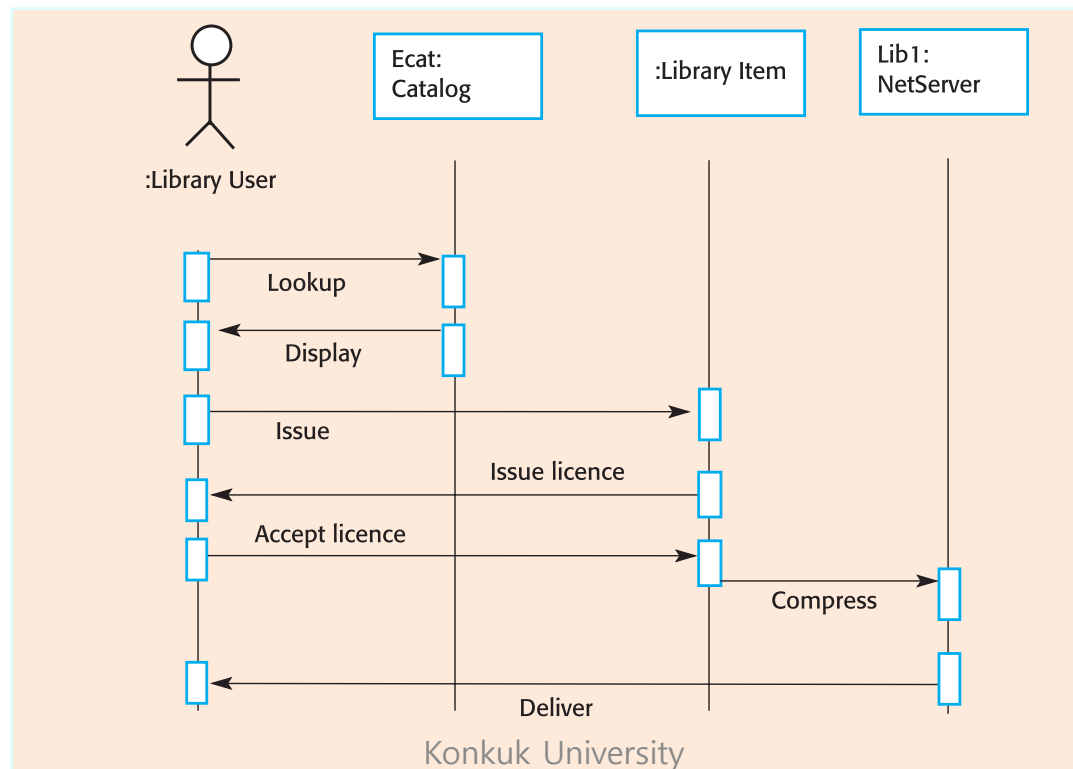 Ecat:
Catalog
:Library Item
Lib1:
NetServer
:Library User
Lookup
Display
Issue
Issue licence
Accept licence
Compress
Deliver
Konkuk University